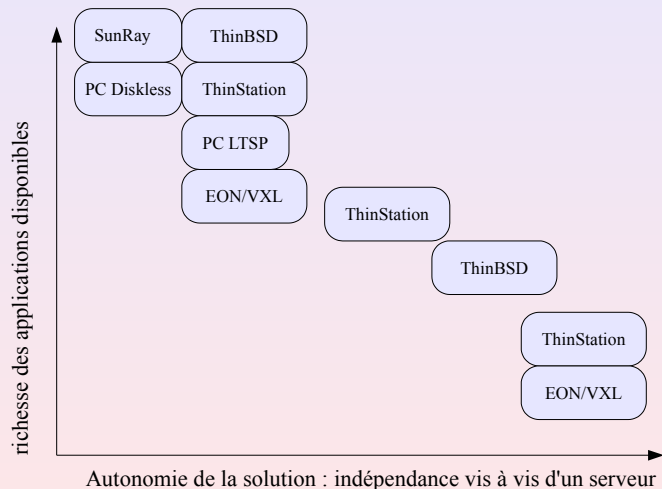 SunRay
ThinBSD
PC Diskless
ThinStation
PC LTSP
EON/VXL
ThinStation
ThinBSD
ThinStation
EON/VXL
richesse des applications disponibles
Autonomie de la solution : indépendance vis à vis d'un serveur